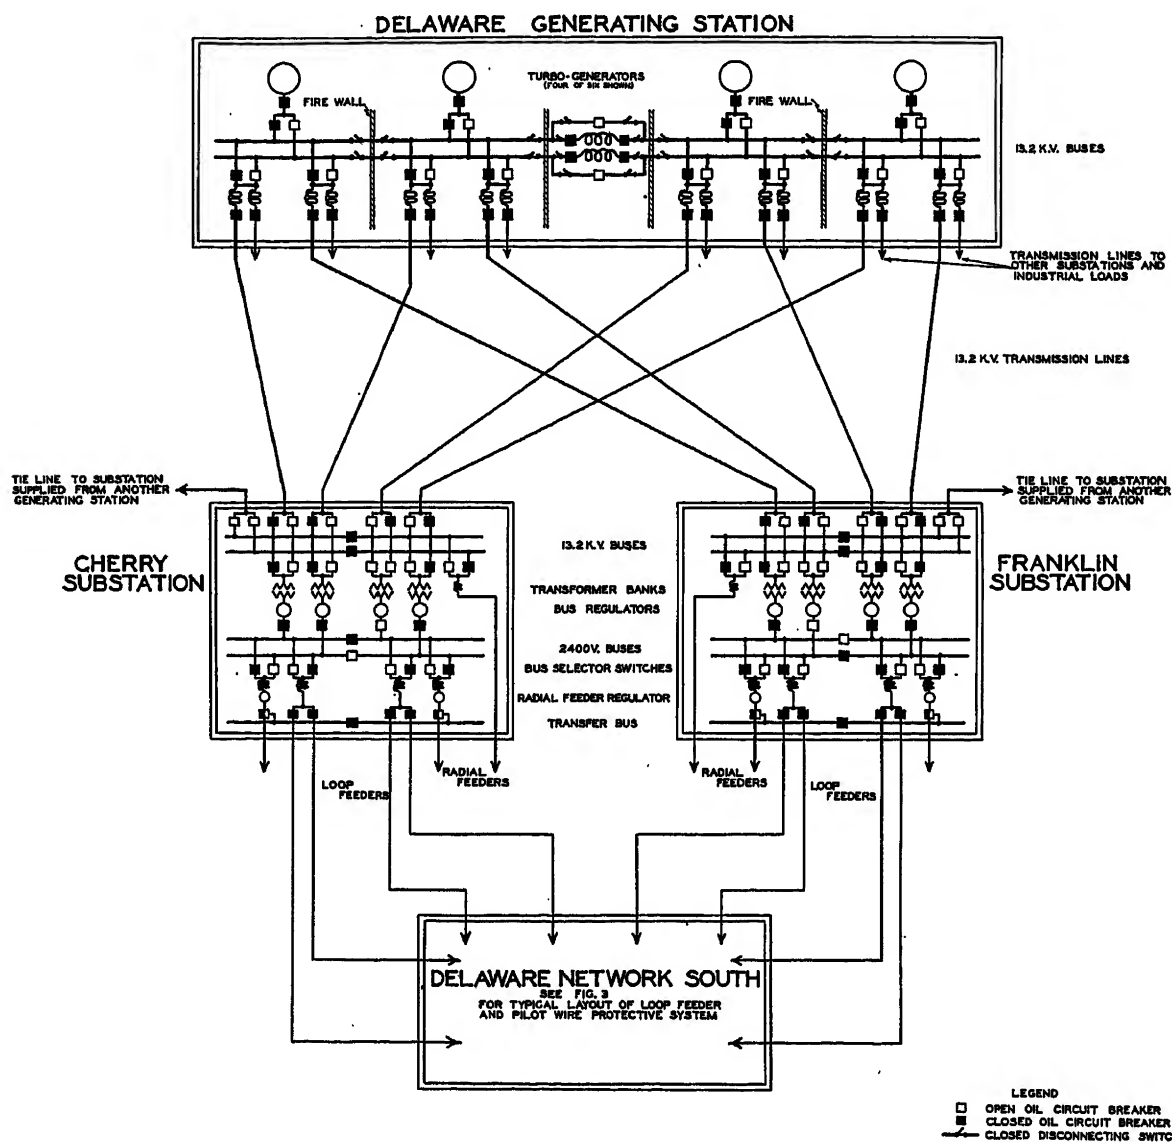 DELAWARE GENERATING STATION
TURBO-GENERATORS
(FOUR OF SIX SHOWN)
FIRE WALL
FIRE WALL
13.2 K.V. BUSES
TRANSMISSION LINES TO
OTHER SUBSTATIONS AND
INDUSTRIAL LOADS
13.2 K.V. TRANSMISSION LINES
TIE LINE TO SUBSTATION
SUPPLIED FROM ANOTHER
GENERATING STATION
TIE LINE TO SUBSTATION
SUPPLIED FROM ANOTHER
GENERATING STATION
CHERRY
SUBSTATION
13.2 K.V. BUSES
TRANSFORMER BANKS
BUS REGULATORS
2400V. BUSES
BUS SELECTOR SWITCHES
RADIAL FEEDER REGULATOR
TRANSFER BUS
FRANKLIN
SUBSTATION
LOOP
FEEDERS
RADIAL
FEEDERS
RADIAL
FEEDERS
LOOP
FEEDERS
DELAWARE NETWORK SOUTH
SEE FIG. 3
FOR TYPICAL LAYOUT OF LOOP FEEDER
AND PILOT WIRE PROTECTIVE SYSTEM
LEGEND
OPEN OIL CIRCUIT BREAKER
CLOSED OIL CIRCUIT BREAKER
CLOSED DISCONNECTING SWITC